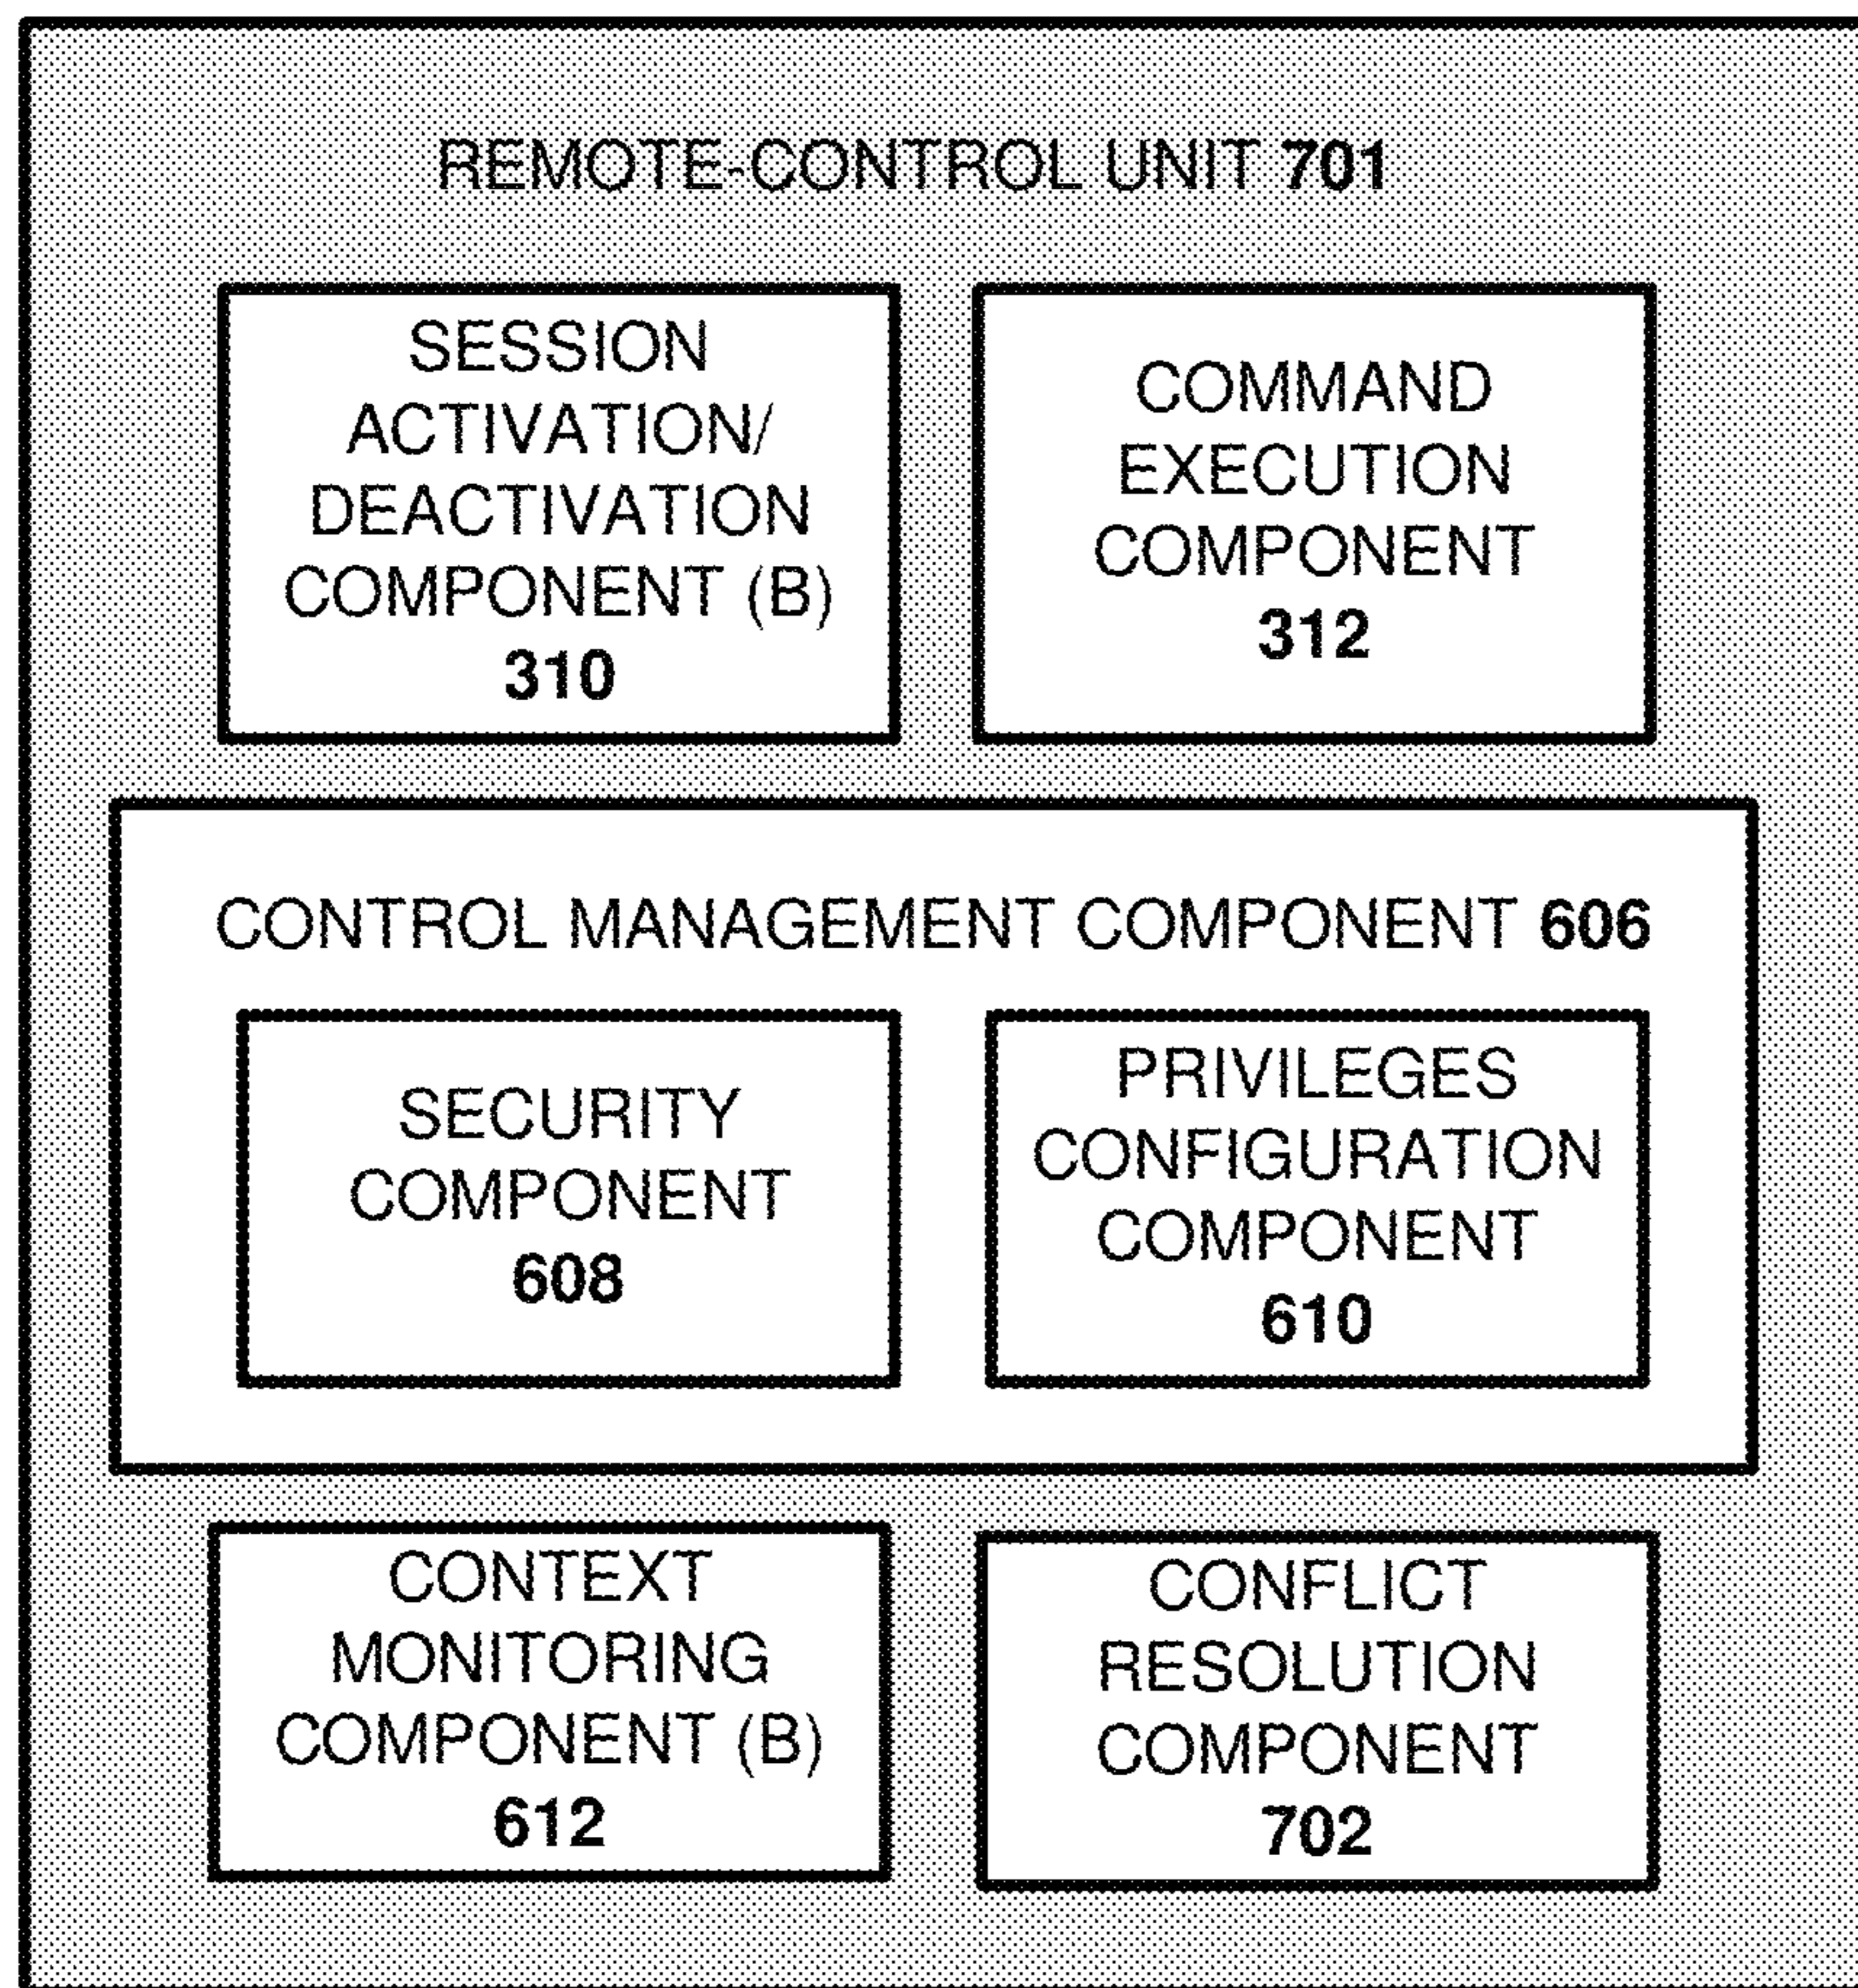 REMOTE-CONTROL UNIT 701
SESSION
ACTIVATION/
DEACTIVATION
COMPONENT (B)
310
COMMAND
EXECUTION
COMPONENT
312
CONTROL MANAGEMENT COMPONENT 606
SECURITY
COMPONENT
608
PRIVILEGES
CONFIGURATION
COMPONENT
610
CONTEXT
MONITORING
COMPONENT (B)
612
CONFLICT
RESOLUTION
COMPONENT
702